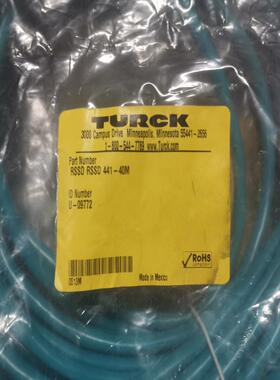 TURCK
3000 Campus Drive Minneapolis, Minnesota 55441-2656
1-800-544-7769 www.Turck.com
Part Number
RSSD RSSD 441-40M
ID Number
U-09772
RoHS
Made in Mexico